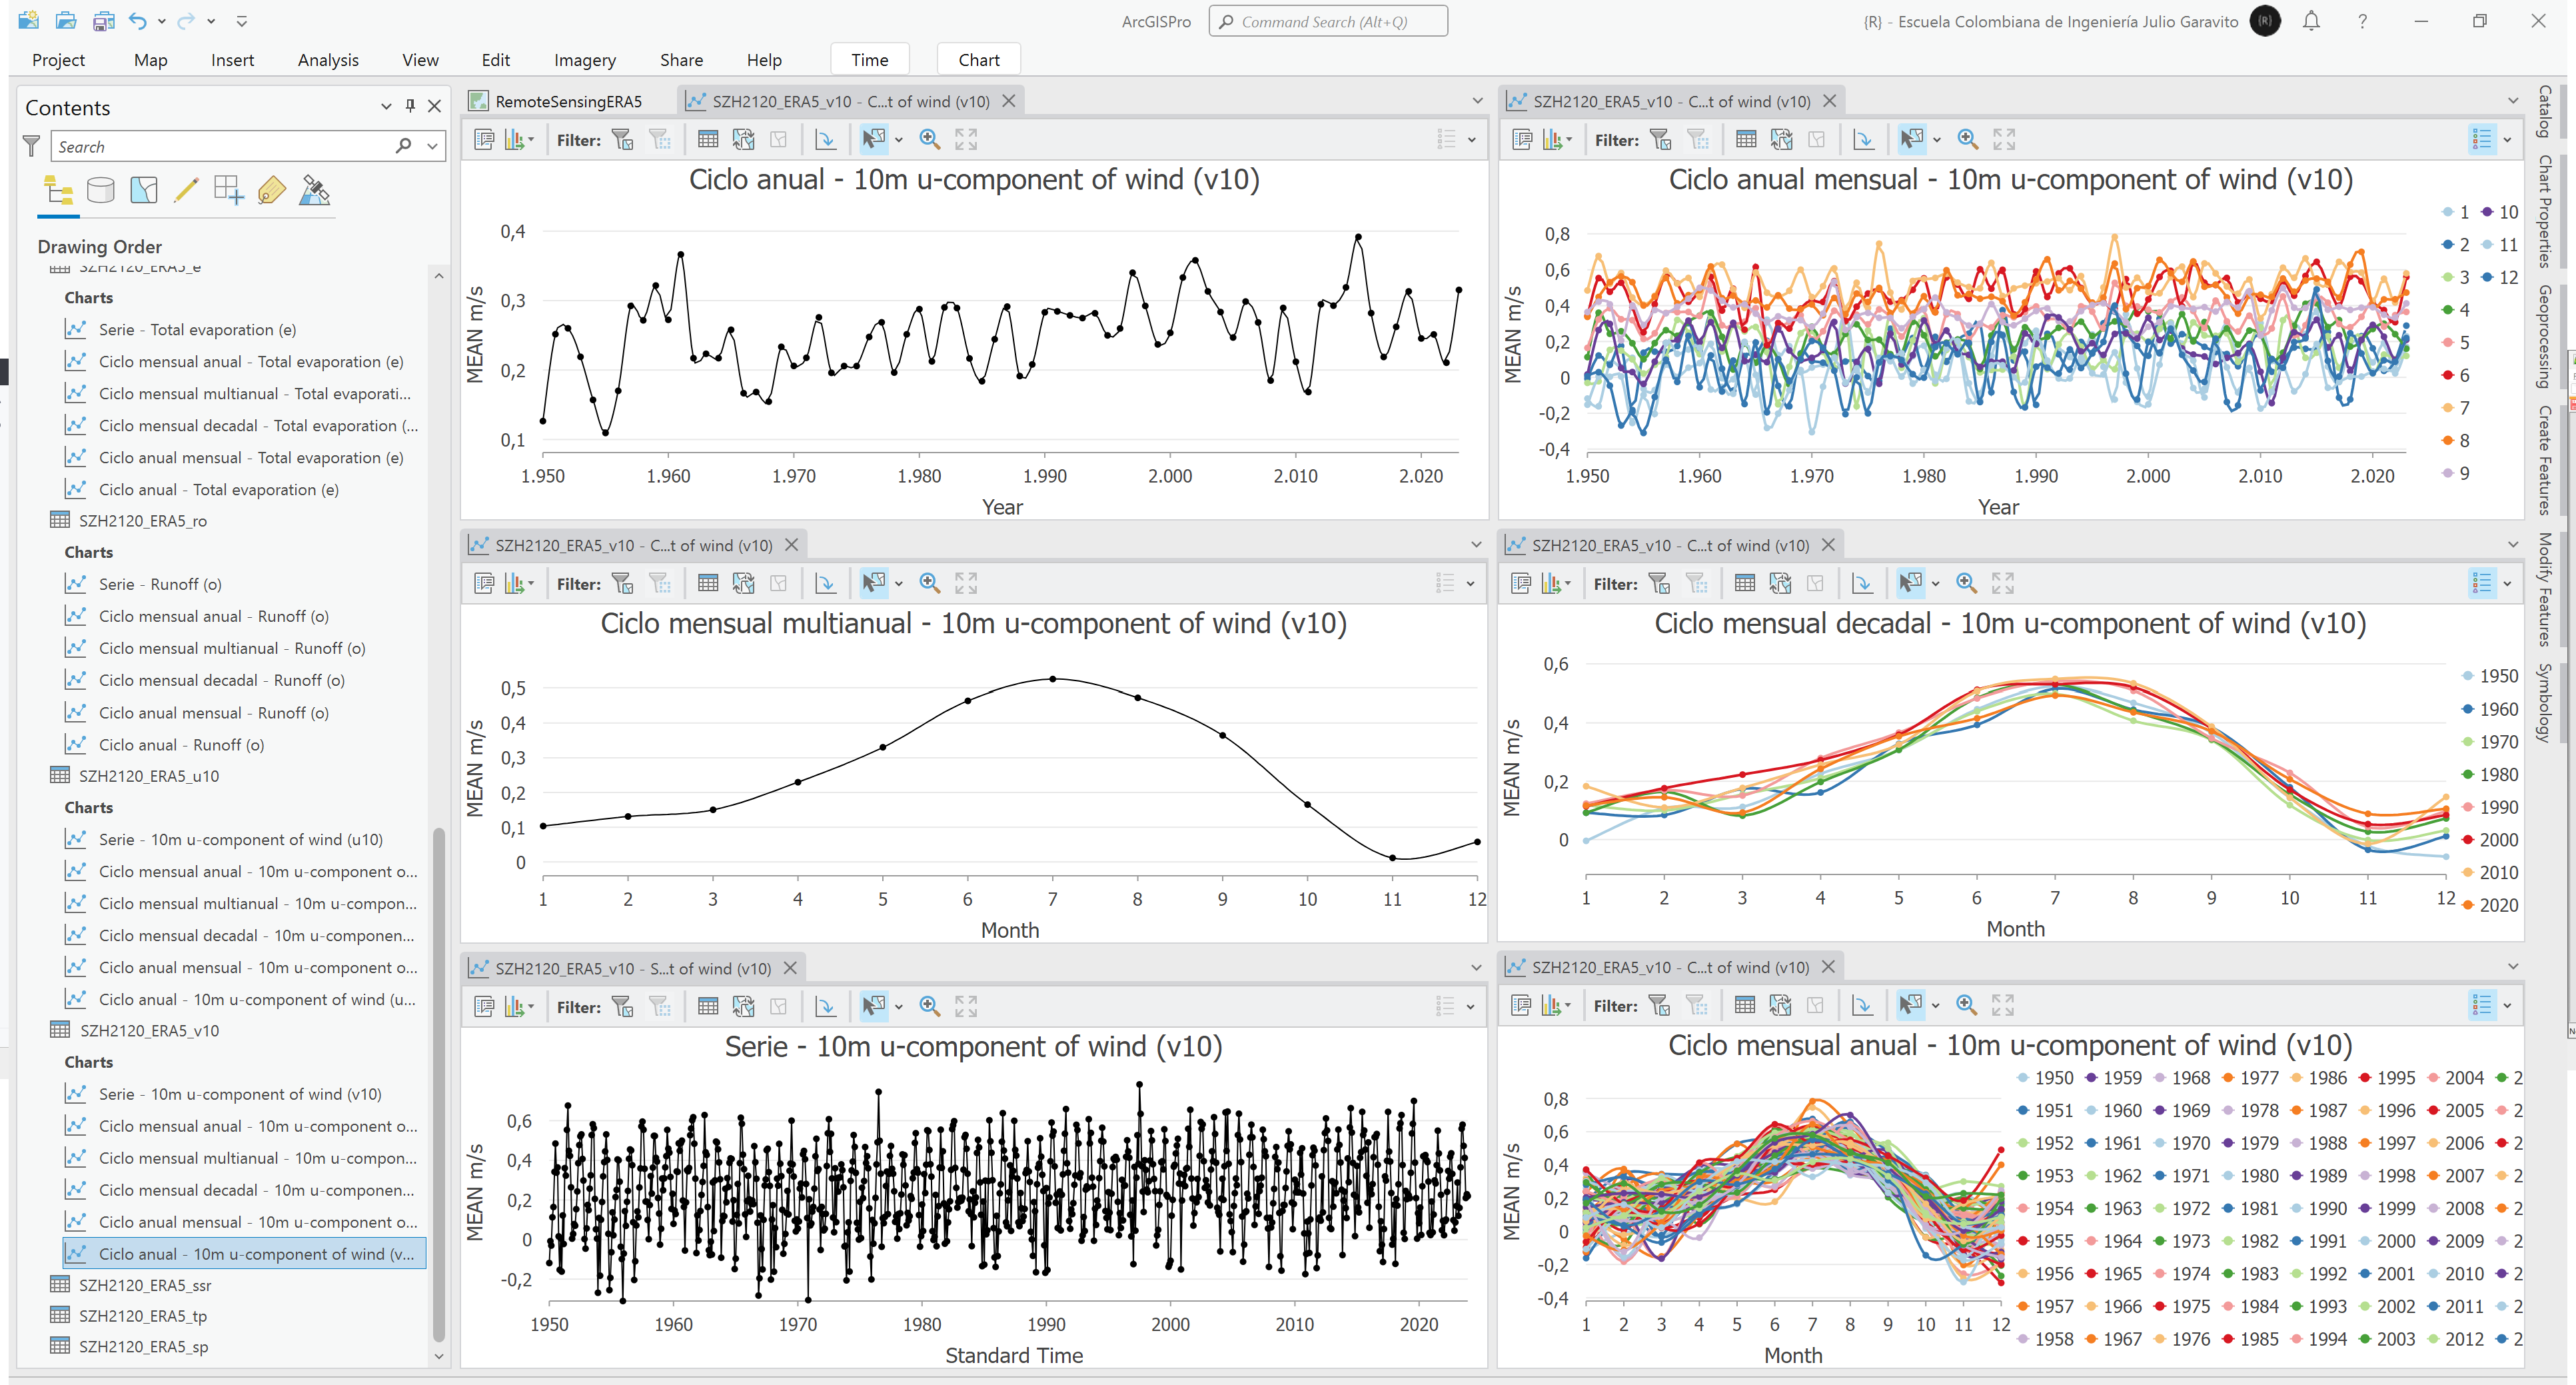 ArcGISPro
Command Search (Alt+Q)
{R} - Escuela Colombiana de Ingeniería Julio Garavito
{R}
?
Project Map Insert Analysis View Edit Imagery Share Help Time Chart
Contents
Search
Drawing Order
SZH2120_ERA5_e
Charts
Serie - Total evaporation (e)
Ciclo mensual anual - Total evaporation (e)
Ciclo mensual multianual - Total evaporati...
Ciclo mensual decadal - Total evaporation (...
Ciclo anual mensual - Total evaporation (e)
Ciclo anual - Total evaporation (e)
SZH2120_ERA5_ro
Charts
Serie - Runoff (o)
Ciclo mensual anual - Runoff (o)
Ciclo mensual multianual - Runoff (o)
Ciclo mensual decadal - Runoff (o)
Ciclo anual mensual - Runoff (o)
Ciclo anual - Runoff (o)
SZH2120_ERA5_u10
Charts
Serie - 10m u-component of wind (u10)
Ciclo mensual anual - 10m u-component o...
Ciclo mensual multianual - 10m u-compon...
Ciclo mensual decadal - 10m u-componen...
Ciclo anual mensual - 10m u-component o...
Ciclo anual - 10m u-component of wind (u...
SZH2120_ERA5_v10
Charts
Serie - 10m u-component of wind (v10)
Ciclo mensual anual - 10m u-component o...
Ciclo mensual multianual - 10m u-compon...
Ciclo mensual decadal - 10m u-componen...
Ciclo anual mensual - 10m u-component o...
Ciclo anual - 10m u-component of wind (v...
SZH2120_ERA5_ssr
SZH2120_ERA5_tp
SZH2120_ERA5_sp
RemoteSensingERA5
SZH2120_ERA5_v10 - C...t of wind (v10)
Filter:
Ciclo anual - 10m u-component of wind (v10)
MEAN m/s
0,4
0,3
0,2
0,1
1.950 1.960 1.970 1.980 1.990 2.000 2.010 2.020
Year
SZH2120_ERA5_v10 - C...t of wind (v10)
Filter:
Ciclo anual mensual - 10m u-component of wind (v10)
MEAN m/s
0,8
0,6
0,4
0,2
0
-0,2
-0,4
1.950 1.960 1.970 1.980 1.990 2.000 2.010 2.020
Year
1 10
2 11
3 12
4
5
6
7
8
9
SZH2120_ERA5_v10 - C...t of wind (v10)
Filter:
Ciclo mensual multianual - 10m u-component of wind (v10)
MEAN m/s
0,5
0,4
0,3
0,2
0,1
0
1 2 3 4 5 6 7 8 9 10 11 12
Month
SZH2120_ERA5_v10 - C...t of wind (v10)
Filter:
Ciclo mensual decadal - 10m u-component of wind (v10)
MEAN m/s
0,6
0,4
0,2
0
1 2 3 4 5 6 7 8 9 10 11 12
Month
1950
1960
1970
1980
1990
2000
2010
2020
SZH2120_ERA5_v10 - S...t of wind (v10)
Filter:
Serie - 10m u-component of wind (v10)
MEAN m/s
0,6
0,4
0,2
0
-0,2
1950 1960 1970 1980 1990 2000 2010 2020
Standard Time
SZH2120_ERA5_v10 - C...t of wind (v10)
Filter:
Ciclo mensual anual - 10m u-component of wind (v10)
MEAN m/s
0,8
0,6
0,4
0,2
0
-0,2
-0,4
1 2 3 4 5 6 7 8 9 10 11 12
Month
1950 1959 1968 1977 1986 1995 2004 2
1951 1960 1969 1978 1987 1996 2005 2
1952 1961 1970 1979 1988 1997 2006 2
1953 1962 1971 1980 1989 1998 2007 2
1954 1963 1972 1981 1990 1999 2008 2
1955 1964 1973 1982 1991 2000 2009 2
1956 1965 1974 1983 1992 2001 2010 2
1957 1966 1975 1984 1993 2002 2011 2
1958 1967 1976 1985 1994 2003 2012 2
Catalog
Chart Properties
Geoprocessing
Create Features
Modify Features
Symbology